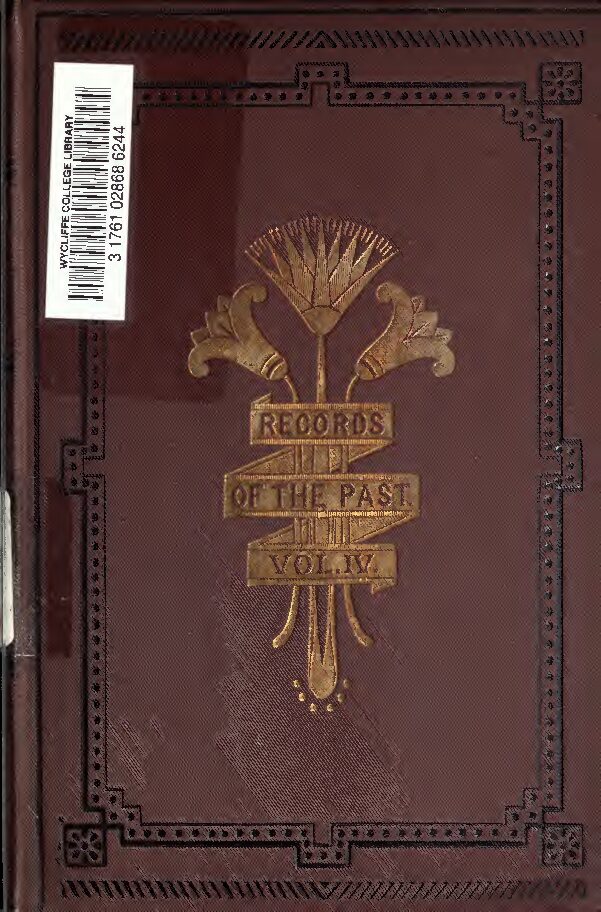 WYCLIFFE COLLEGE LIBRARY
3 1761 02868 6244
RECORDS
OF THE PAST.
VOL. IV.